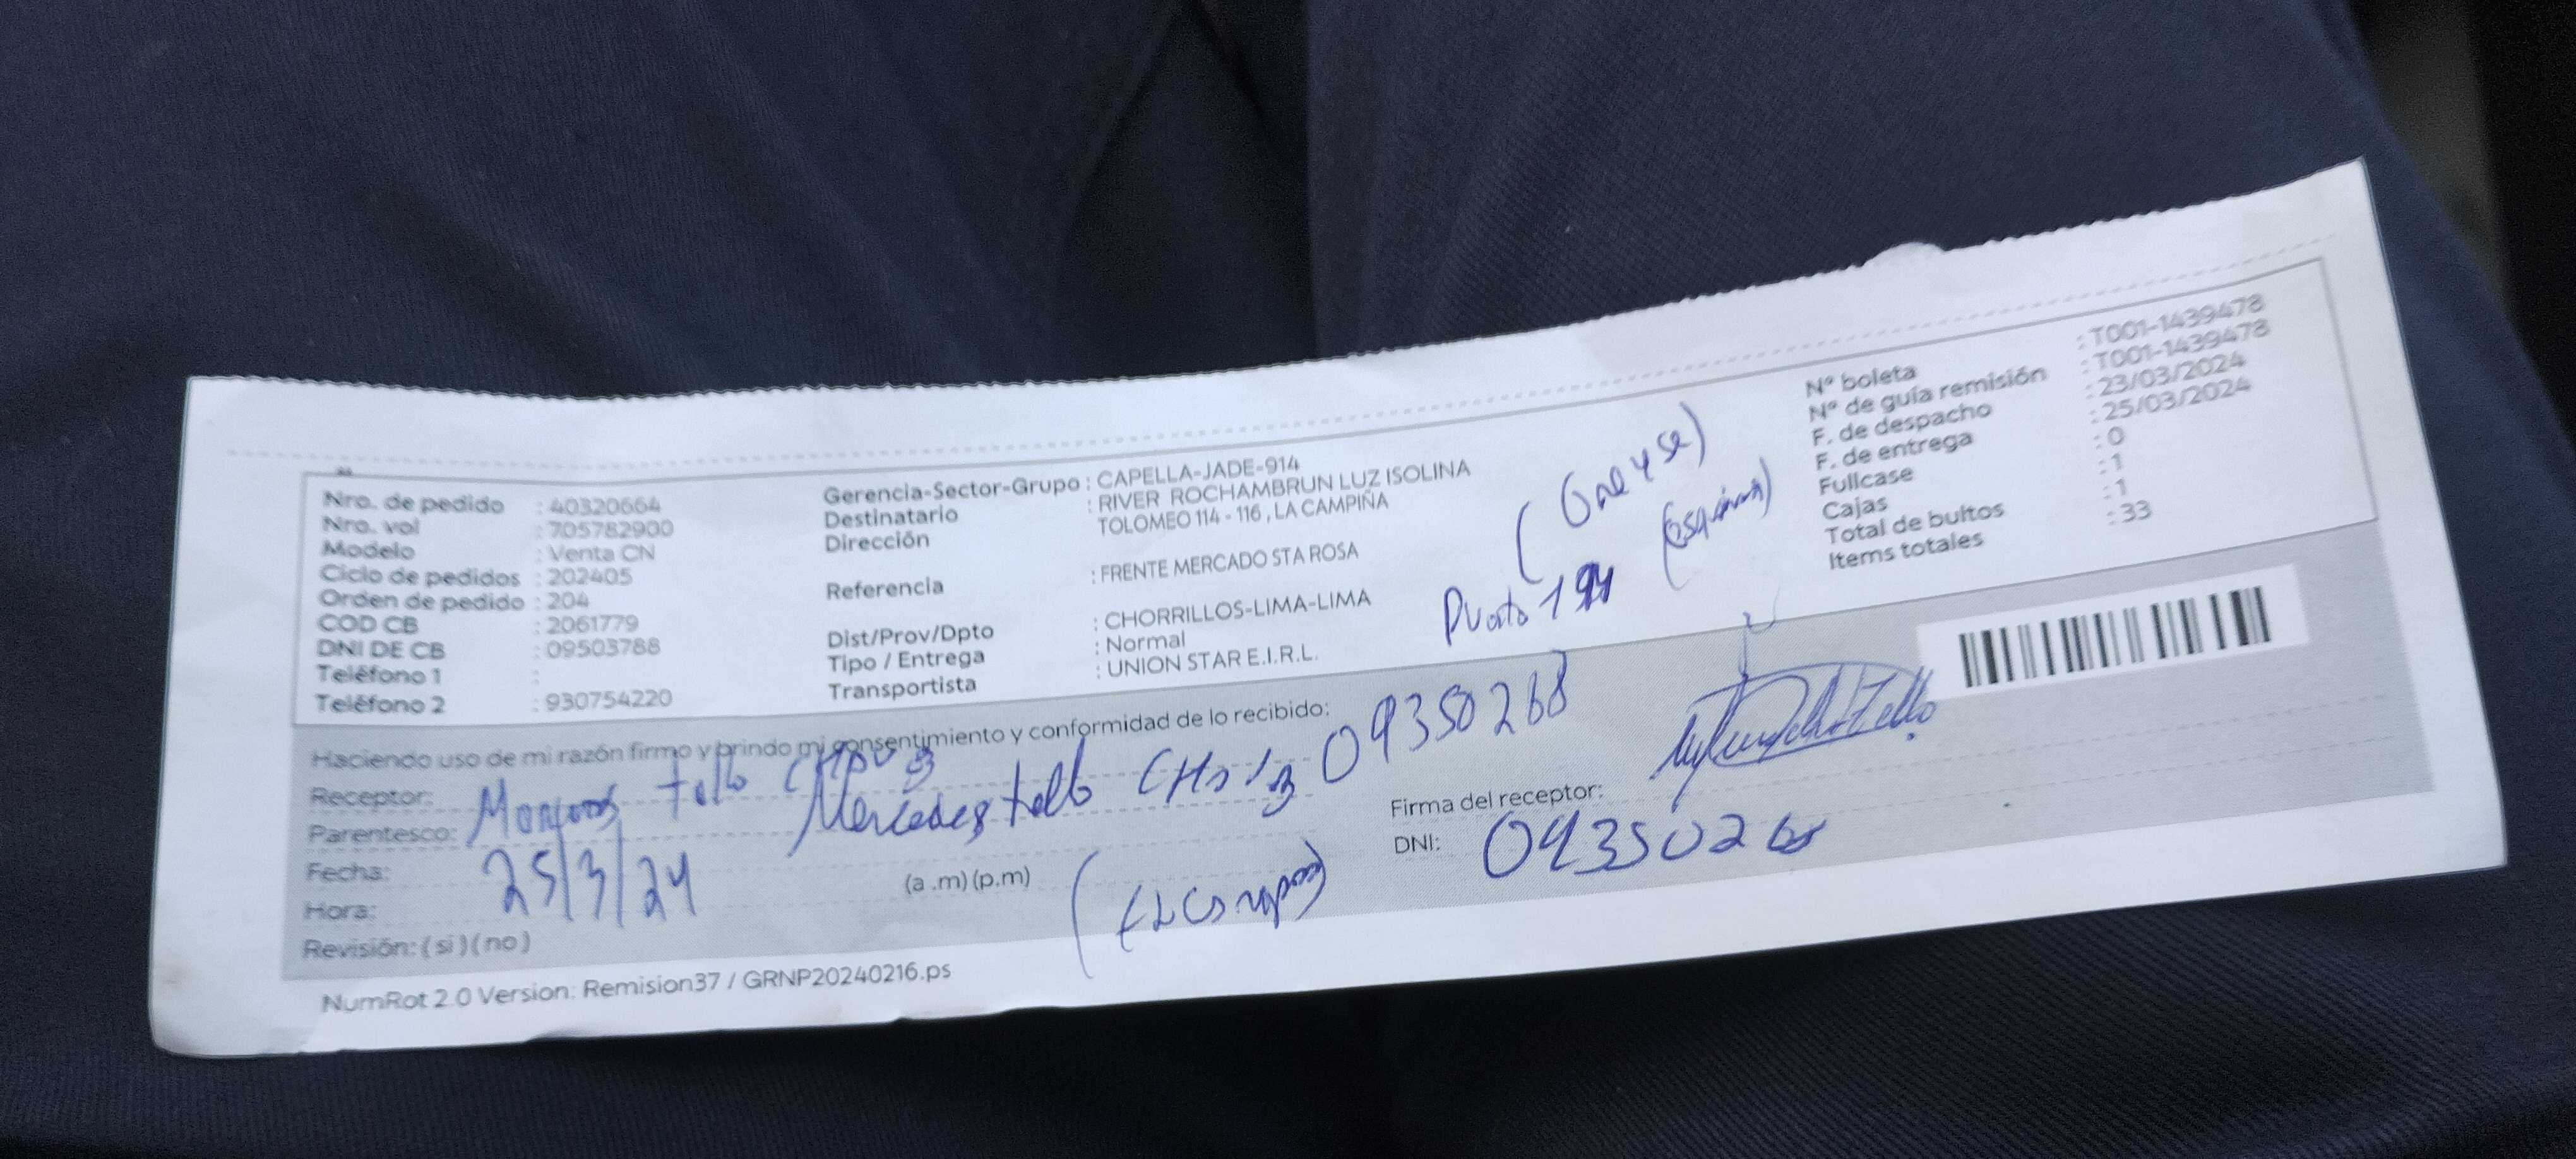 Nro. de pedido : 40320664
Nro. vol : 705782900
Modelo : Venta CN
Ciclo de pedidos : 202405
Orden de pedido : 204
COD CB : 2061779
DNI DE CB : 09503788
Teléfono 1 :
Teléfono 2 : 930754220
Gerencia-Sector-Grupo : CAPELLA-JADE-914
Destinatario : RIVER ROCHAMBRUN LUZ ISOLINA
Dirección TOLOMEO 114 - 116 , LA CAMPIÑA
Referencia : FRENTE MERCADO STA ROSA
Dist/Prov/Dpto : CHORRILLOS-LIMA-LIMA
Tipo / Entrega : Normal
Transportista : UNION STAR E.I.R.L.
Puesto
Nº boleta : T001-1439478
Nº de guía remisión : T001-1439478
F. de despacho : 23/03/2024
F. de entrega : 25/03/2024
Fullcase : 0
Cajas : 1
Total de bultos : 1
Items totales : 33
Haciendo uso de mi razón firmo y brindo mi consentimiento y conformidad de lo recibido:
Receptor: Tello
Mercedes Tello 09350268
Parentesco:
Fecha: 25/3/24
Hora: (a .m) (p.m)
Revisión: ( si ) ( no )
Firma del receptor:
DNI: 09350268
NumRot 2.0 Version: Remision37 / GRNP20240216.ps